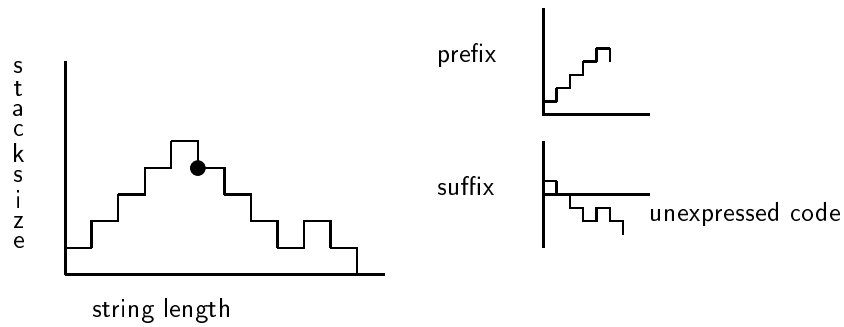 stacksize
string length
prefix
suffix
unexpressed code